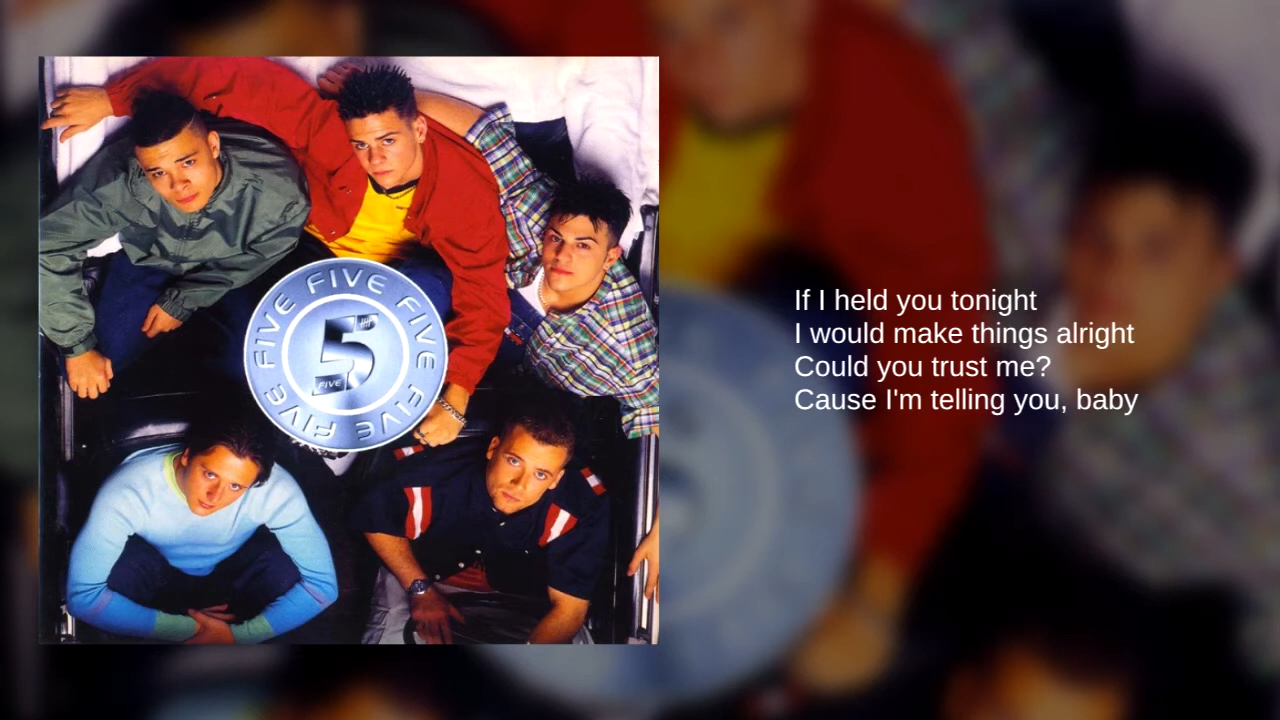 FIVE FIVE FIVE FIVE FIVE FIVE
5
FIVE
If I held you tonight
I would make things alright
Could you trust me?
Cause I'm telling you, baby